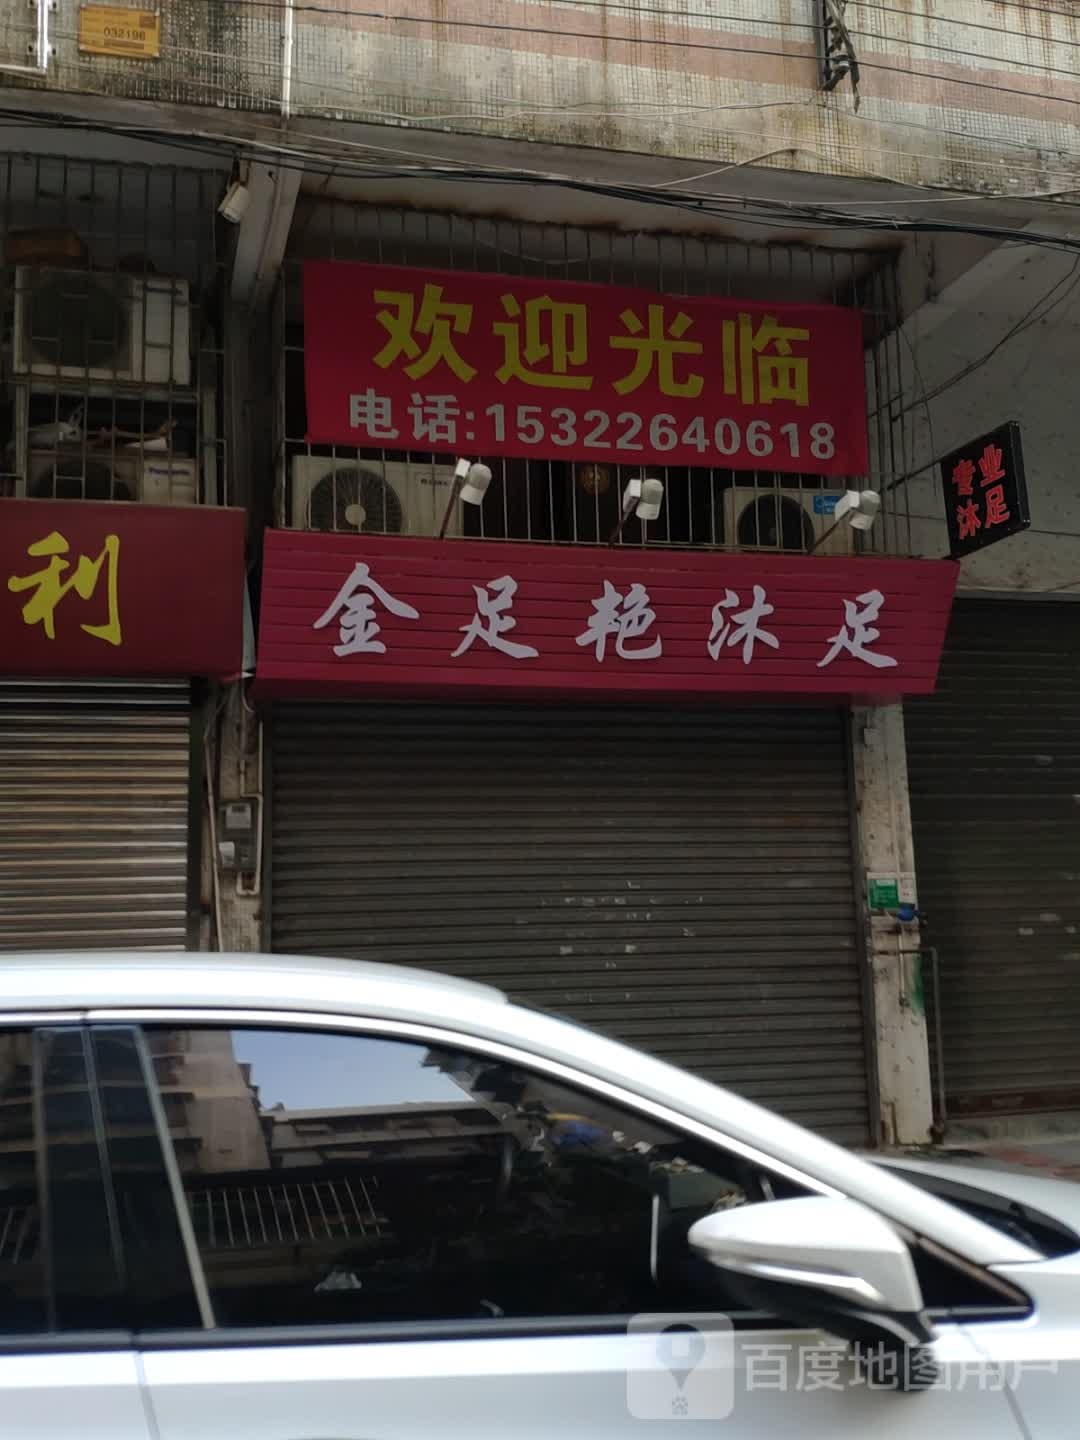 032196
欢迎光临
电话:15322640618
专业
沐足
利
金足艳沐足
Panasonic
百度地图用户